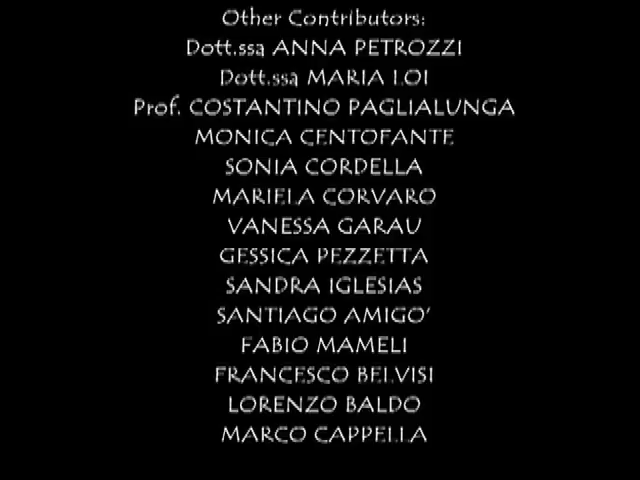 Other Contributors:
Dott.ssa ANNA PETROZZI
Dott.ssa MARIA LOI
Prof. COSTANTINO PAGLIALUNGA
MONICA CENTOFANTE
SONIA CORDELLA
MARIELA CORVARO
VANESSA GARAU
GESSICA PEZZETTA
SANDRA IGLESIAS
SANTIAGO AMIGO'
FABIO MAMELI
FRANCESCO BELVISI
LORENZO BALDO
MARCO CAPPELLA